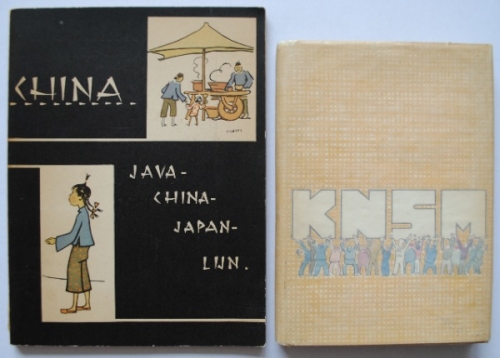 CHINA
JAVA-
CHINA-
JAPAN-
LIJN.
KNSM